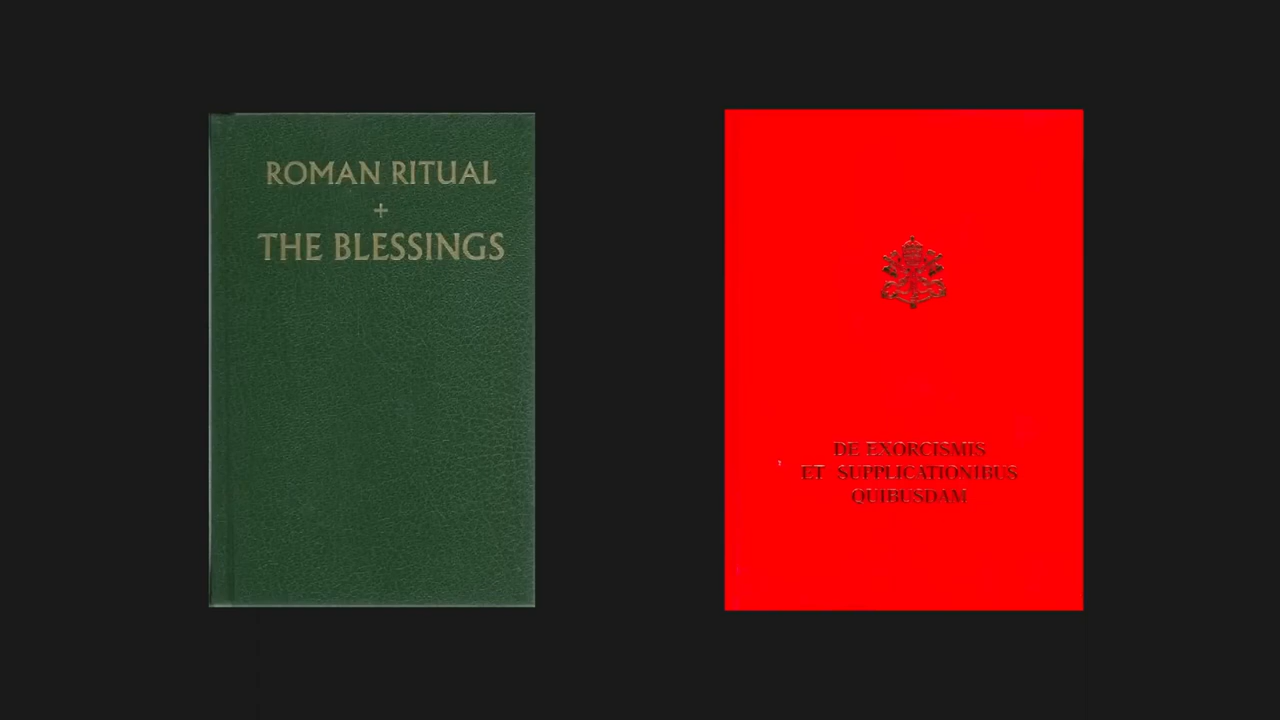 ROMAN RITUAL
+
THE BLESSINGS
DE EXORCISMIS
ET SUPPLICATIONIBUS
QUIBUSDAM